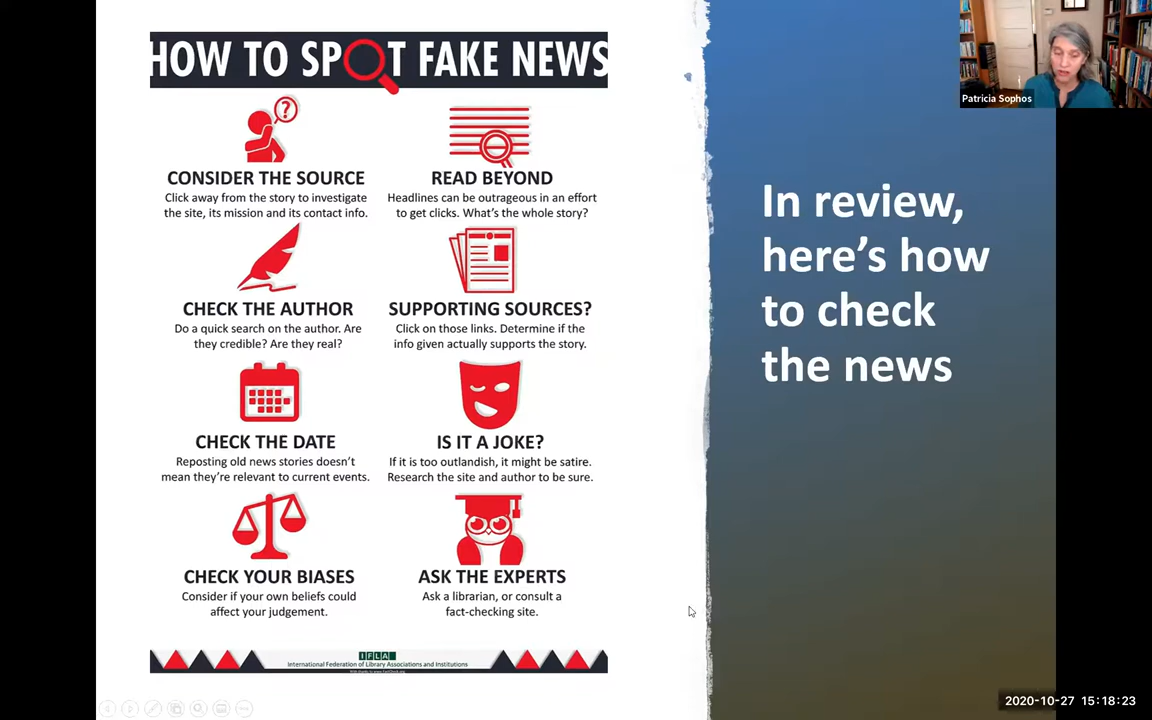 HOW TO SPOT FAKE NEWS
?
CONSIDER THE SOURCE
Click away from the story to investigate
the site, its mission and its contact info.
READ BEYOND
Headlines can be outrageous in an effort
to get clicks. What's the whole story?
CHECK THE AUTHOR
Do a quick search on the author. Are
they credible? Are they real?
SUPPORTING SOURCES?
Click on those links. Determine if the
info given actually supports the story.
CHECK THE DATE
Reposting old news stories doesn't
mean they're relevant to current events.
IS IT A JOKE?
If it is too outlandish, it might be satire.
Research the site and author to be sure.
CHECK YOUR BIASES
Consider if your own beliefs could
affect your judgement.
ASK THE EXPERTS
Ask a librarian, or consult a
fact-checking site.
IFLA
International Federation of Library Associations and Institutions
In review,
here's how
to check
the news
Patricia Sophos
2020-10-27 15:18:23